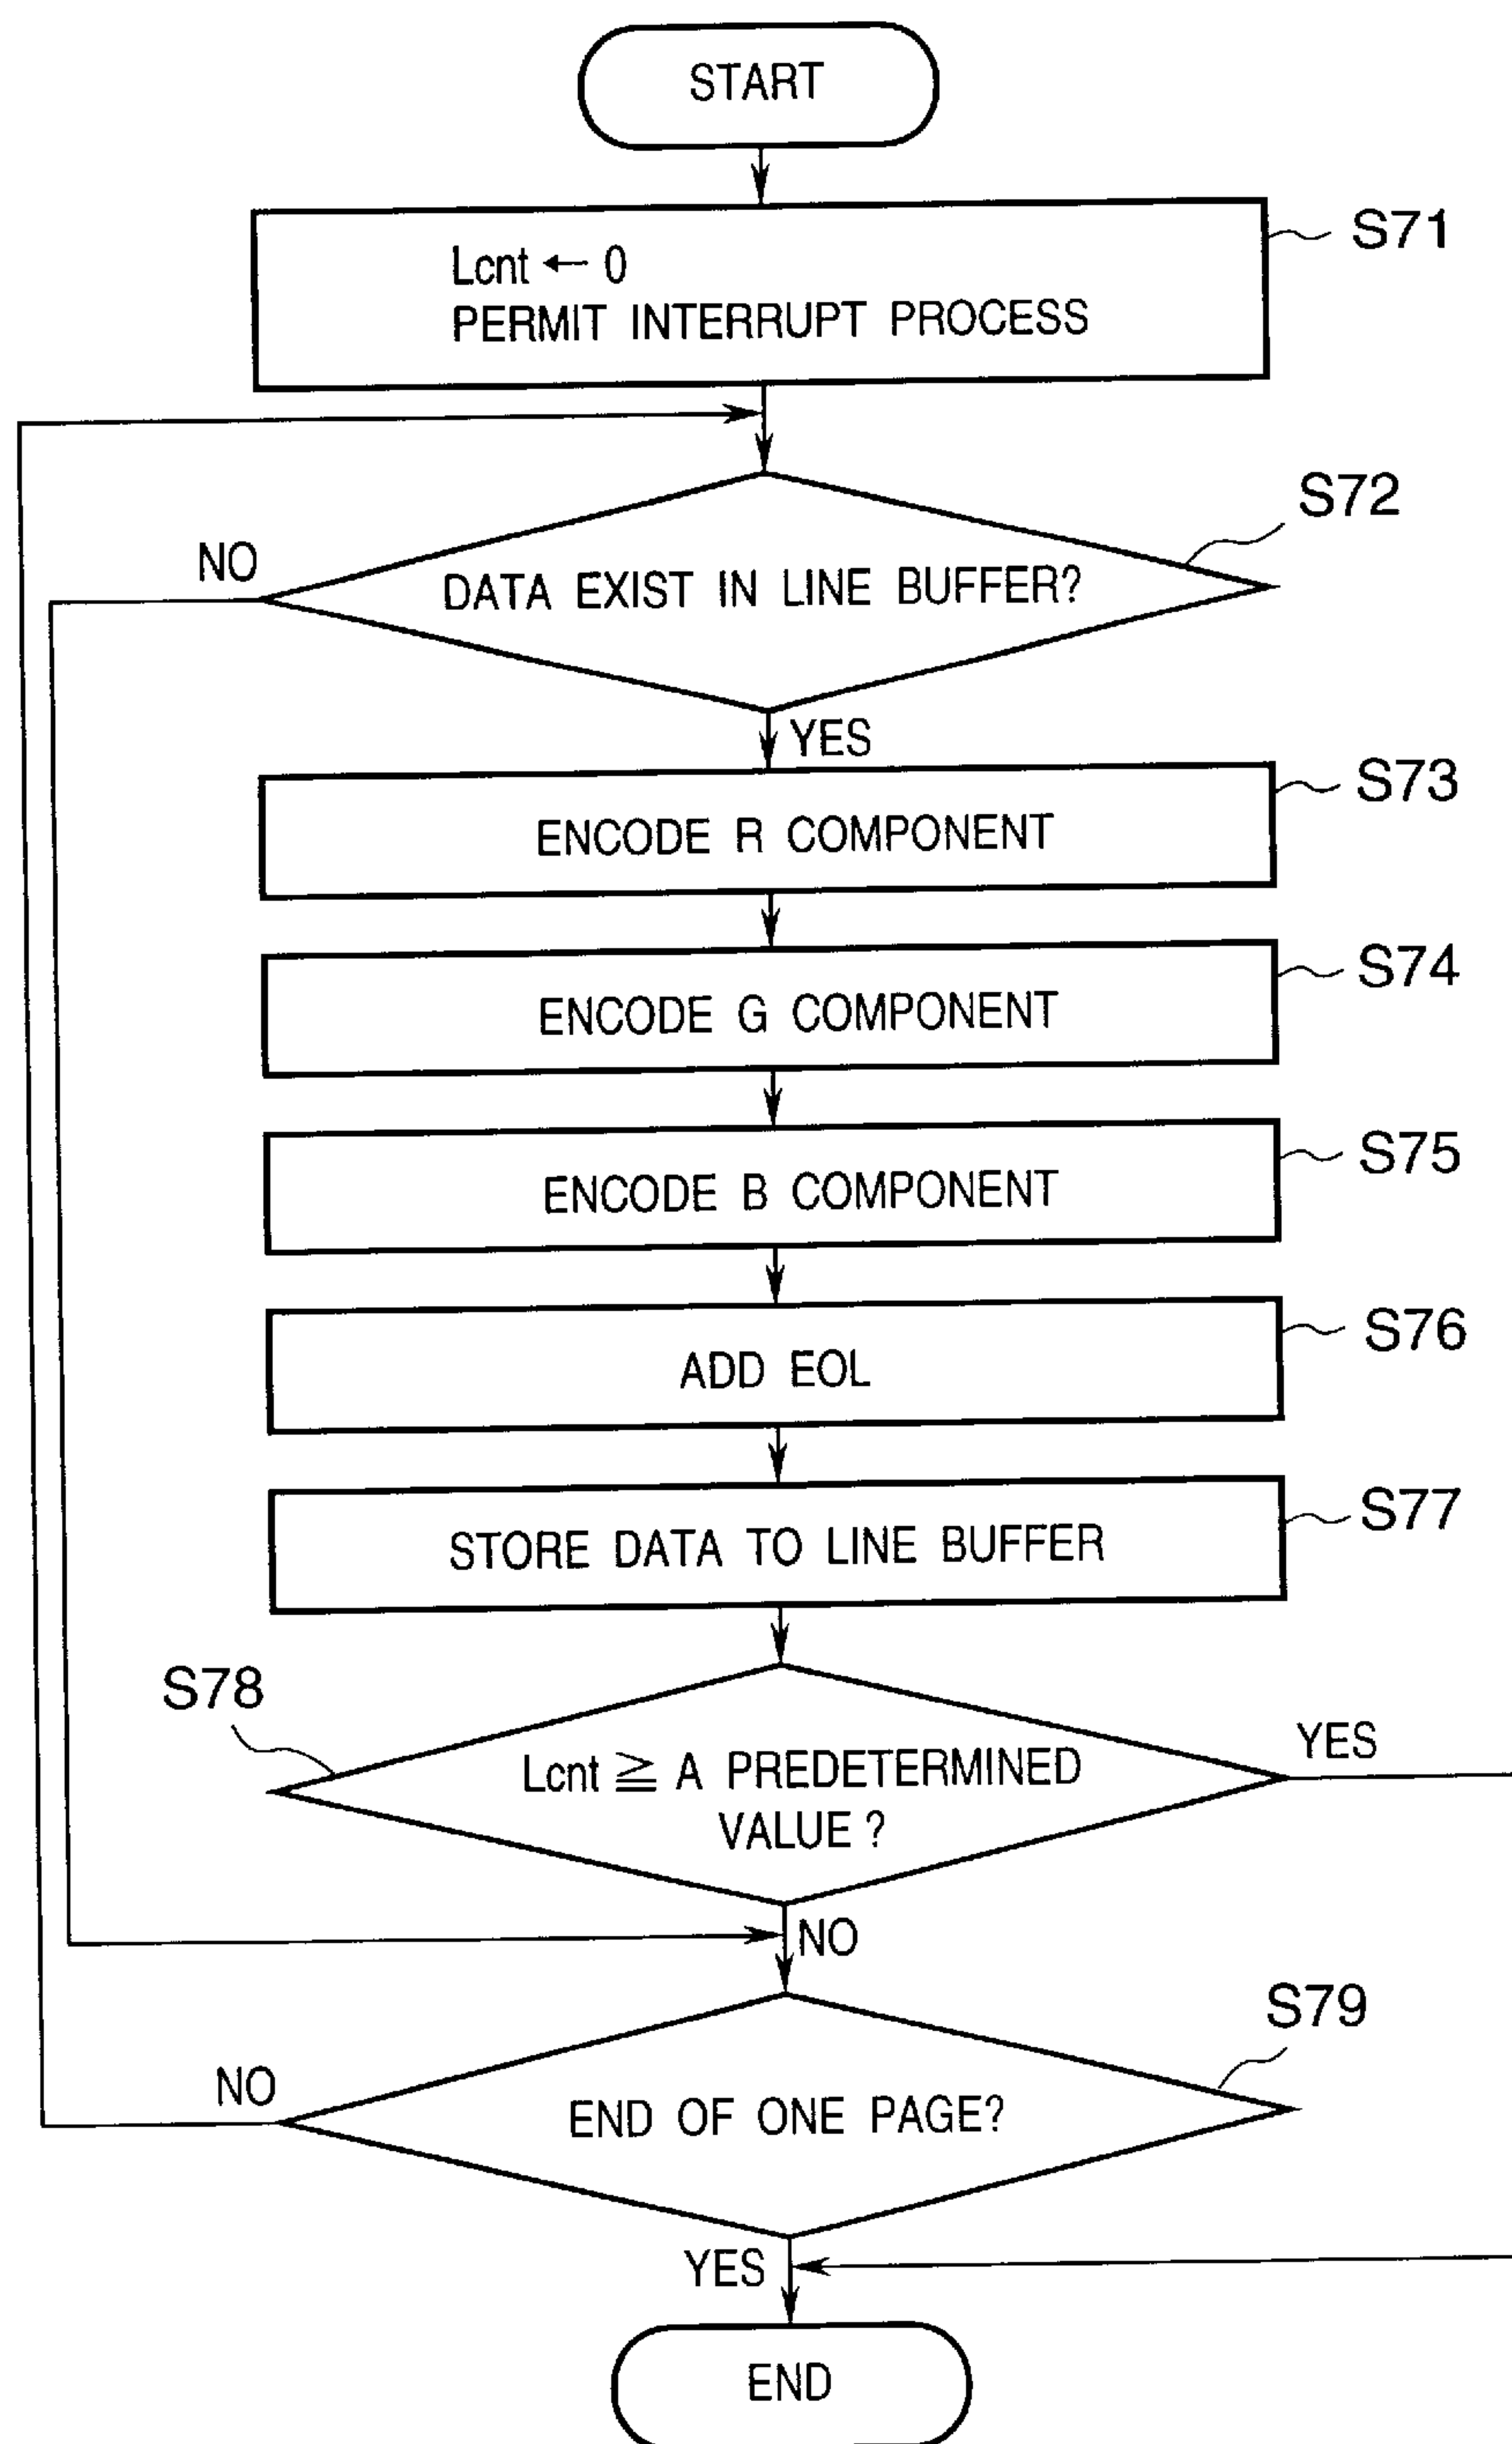 START
Lcnt ← 0
S71
PERMIT INTERRUPT PROCESS
S72
NO
DATA EXIST IN LINE BUFFER?
YES
S73
ENCODE R COMPONENT
S74
ENCODE G COMPONENT
S75
ENCODE B COMPONENT
S76
ADD EOL
S77
STORE DATA TO LINE BUFFER
S78
YES
Lcnt ≧ A PREDETERMINED
VALUE ?
NO
S79
NO
END OF ONE PAGE?
YES
END